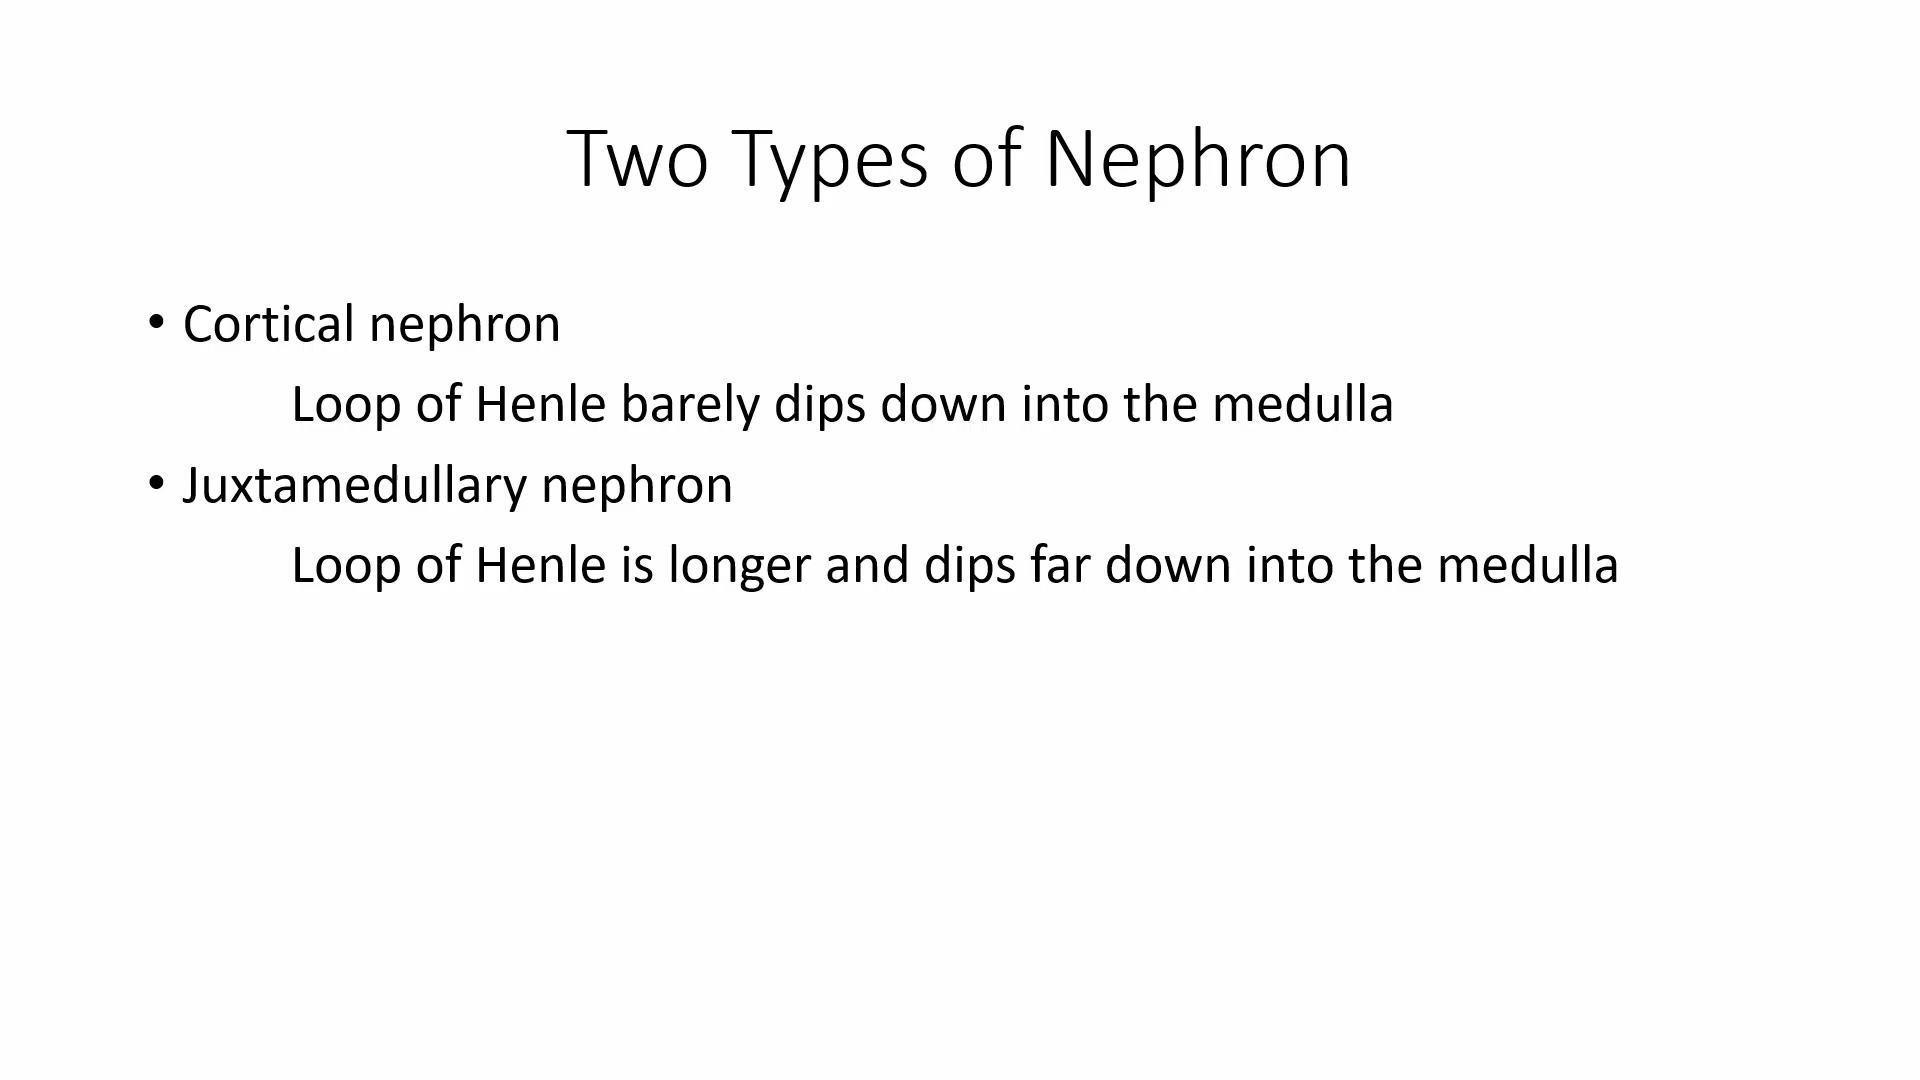 Two Types of Nephron
• Cortical nephron
Loop of Henle barely dips down into the medulla
• Juxtamedullary nephron
Loop of Henle is longer and dips far down into the medulla